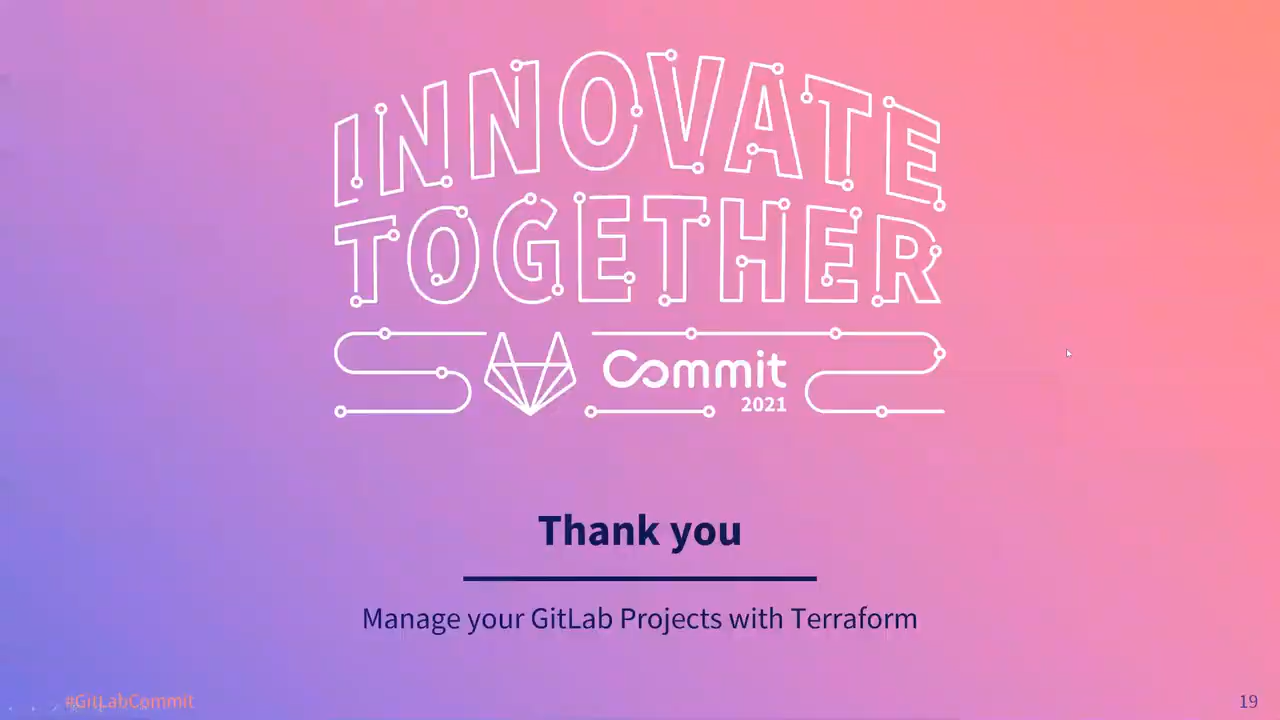 INNOVATE
TOGETHER
Commit
2021
Thank you
Manage your GitLab Projects with Terraform
#GitLabCommit
19